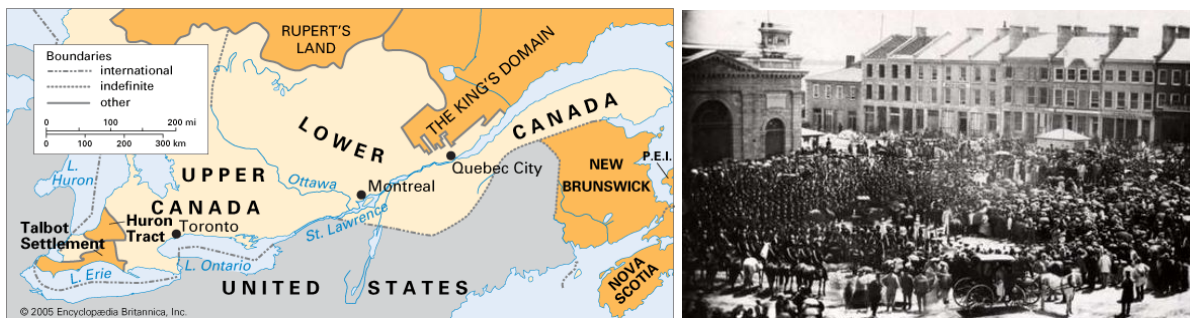 Boundaries
international
indefinite
other
0 100 200 mi
0 100 200 300 km
RUPERT'S
LAND
THE KING'S DOMAIN
LOWER
CANADA
UPPER
CANADA
Ottawa
Montreal
Quebec City
St. Lawrence
NEW
BRUNSWICK
P.E.I.
NOVA
SCOTIA
L.
Huron
Talbot
Settlement
Huron
Tract
Toronto
L. Ontario
L. Erie
UNITED STATES
© 2005 Encyclopædia Britannica, Inc.